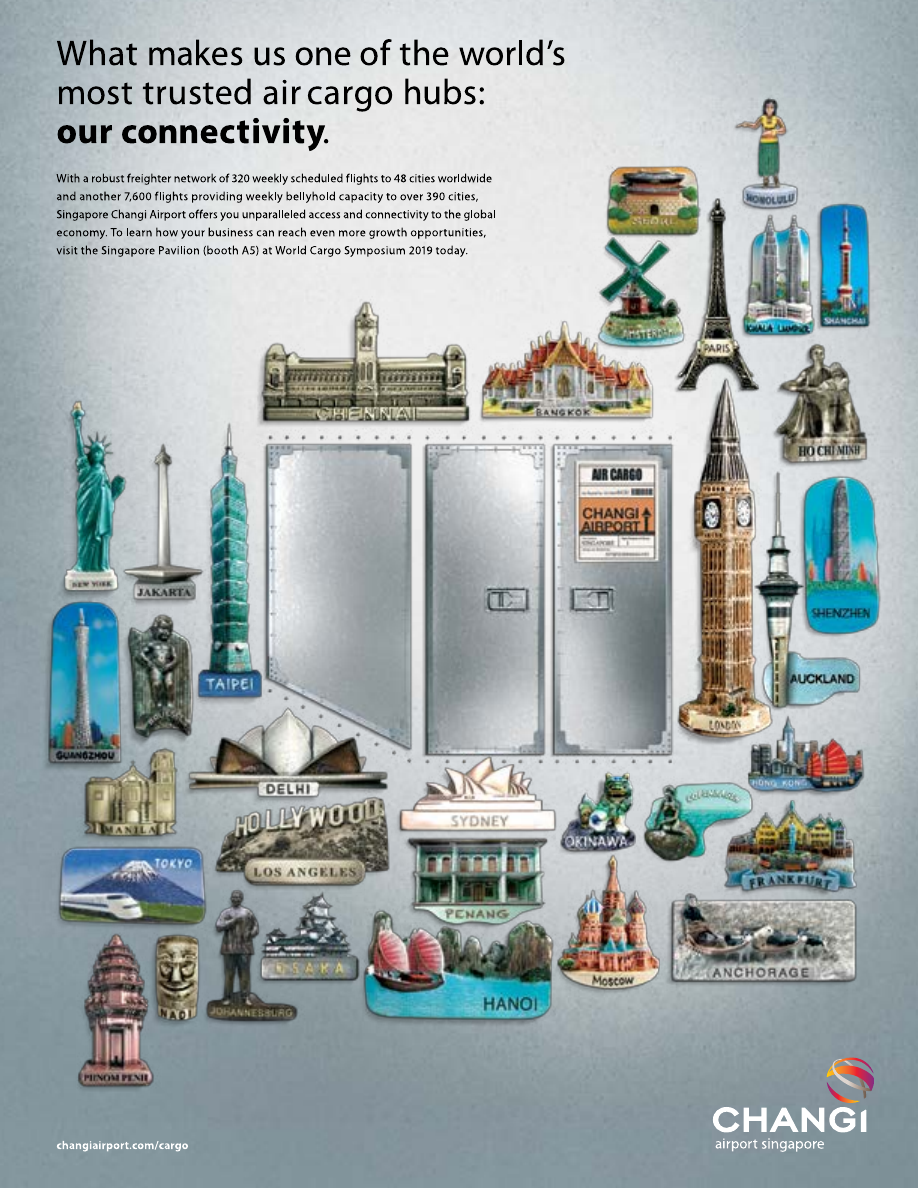 What makes us one of the world's
most trusted air cargo hubs:
our connectivity.
With a robust freighter network of 320 weekly scheduled flights to 48 cities worldwide
and another 7,600 flights providing weekly bellyhold capacity to over 390 cities,
Singapore Changi Airport offers you unparalleled access and connectivity to the global
economy. To learn how your business can reach even more growth opportunities,
visit the Singapore Pavilion (booth A5) at World Cargo Symposium 2019 today.
HONOLULU
SEOUL
AMSTERDAM
PARIS
KUALA LUMPUR
SHANGHAI
CHENNAI
BANGKOK
HO CHI MINH
AIR CARGO
CHANGI
AIRPORT
SINGAPORE
NEW YORK
JAKARTA
TAIPEI
SHENZHEN
AUCKLAND
LONDON
GUANGZHOU
DELHI
HONG KONG
MANILA
HOLLYWOOD
LOS ANGELES
SYDNEY
OKINAWA
COPENHAGEN
TOKYO
PENANG
FRANKFURT
OSAKA
HANOI
MOSCOW
ANCHORAGE
NADI
JOHANNESBURG
PHNOM PENH
CHANGI
airport singapore
changiairport.com/cargo